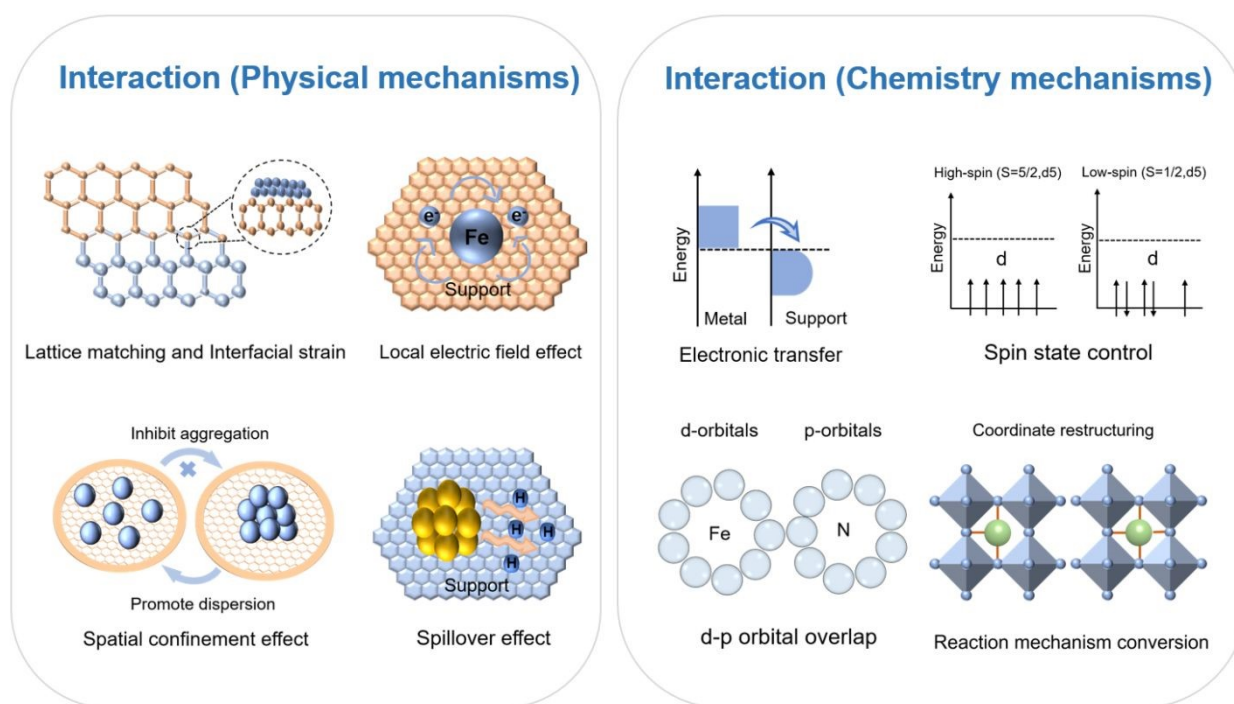 Interaction (Physical mechanisms)
e-
e-
Fe
Support
Lattice matching and Interfacial strain
Local electric field effect
Inhibit aggregation
Promote dispersion
Spatial confinement effect
H
H
H
H
Support
Spillover effect
Interaction (Chemistry mechanisms)
Energy
Metal
Support
Electronic transfer
High-spin (S=5/2,d5)
Energy
d
Low-spin (S=1/2,d5)
Energy
d
Spin state control
d-orbitals
p-orbitals
Fe
N
d-p orbital overlap
Coordinate restructuring
Reaction mechanism conversion